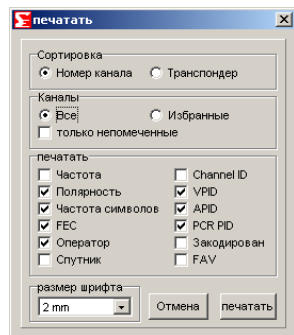 печатать
Сортировка
Номер канала Транспондер
Каналы
Все Избранные
только непомеченные
печатать
Частота Channel ID
Полярность VPID
Частота символов APID
FEC PCR PID
Оператор Закодирован
Спутник FAV
размер шрифта
2 mm Отмена печатать